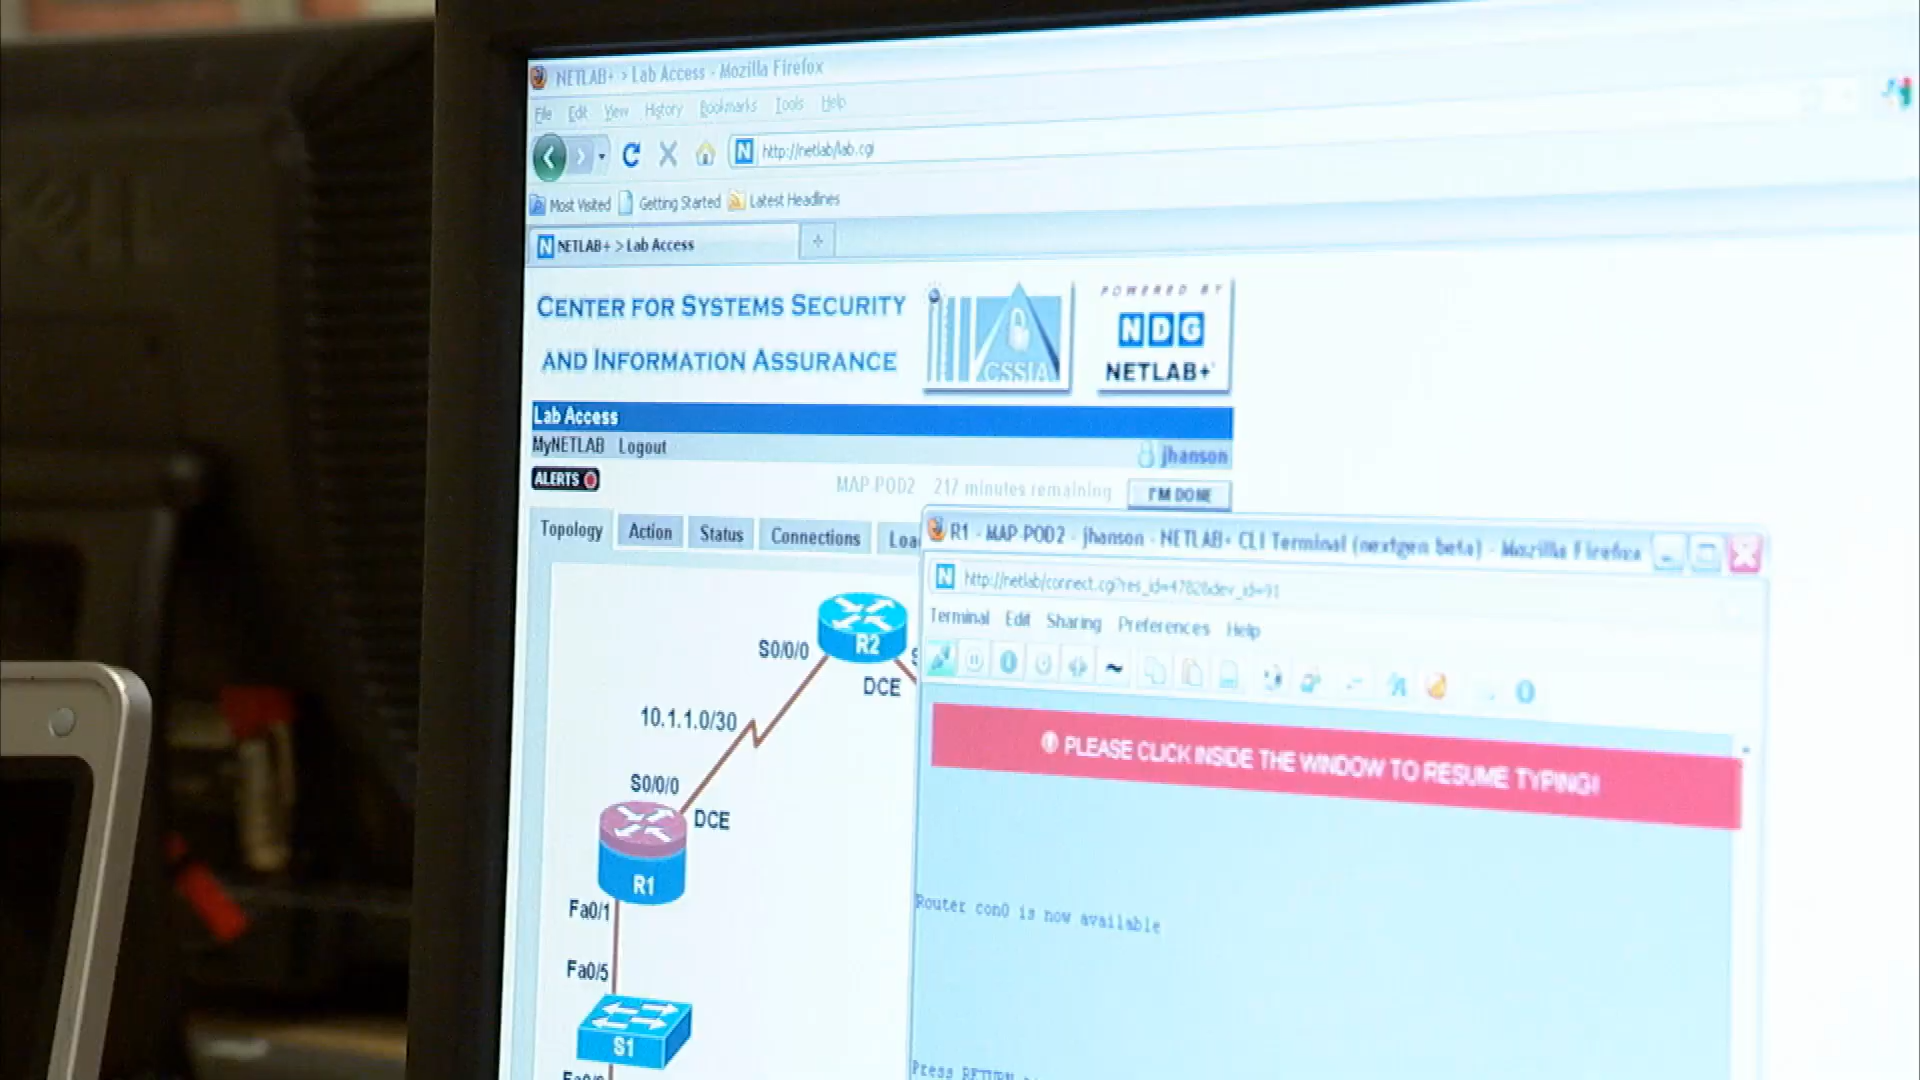 NETLAB+ > Lab Access - Mozilla Firefox
File Edit View History Bookmarks Tools Help
http://netlab/lab.cgi
Most Visited Getting Started Latest Headlines
NETLAB+ > Lab Access
CENTER FOR SYSTEMS SECURITY
AND INFORMATION ASSURANCE
CSSIA
POWERED BY
NDG
NETLAB+
Lab Access
MyNETLAB Logout
jhanson
ALERTS
MAP POD2 217 minutes remaining I'M DONE
Topology Action Status Connections Loa
R1 - MAP POD2 - jhanson - NETLAB+ CLI Terminal (nextgen beta) - Mozilla Firefox
Terminal Edit Sharing Preferences Help
PLEASE CLICK INSIDE THE WINDOW TO RESUME TYPING!
Router con0 is now available
Press RETURN
R2
S0/0/0
DCE
10.1.1.0/30
S0/0/0
DCE
R1
Fa0/1
Fa0/5
S1